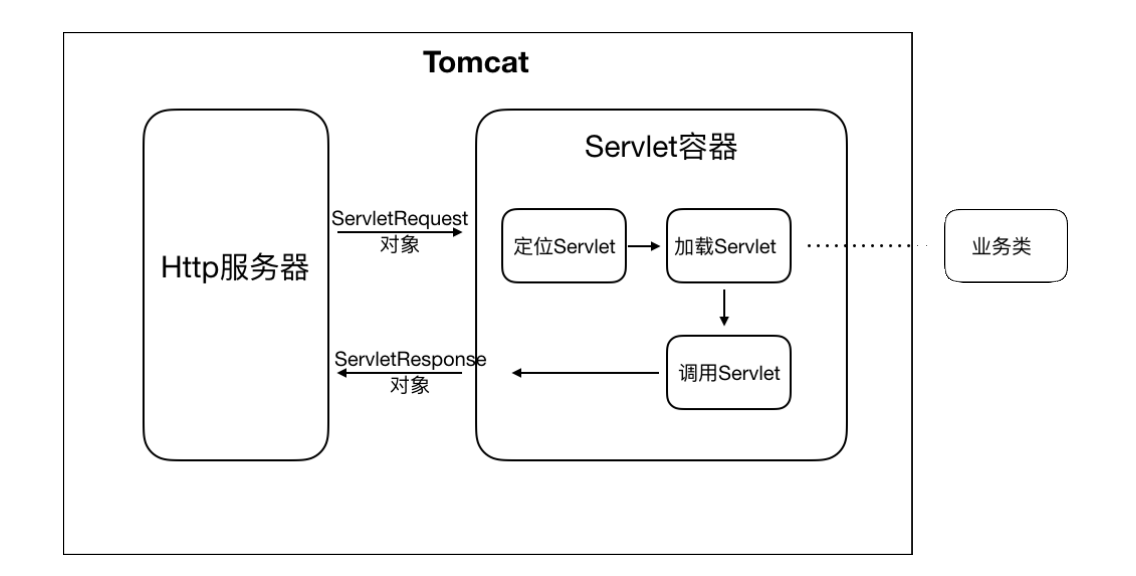 Tomcat
Servlet容器
ServletRequest
对象
定位Servlet
加载Servlet
业务类
Http服务器
ServletResponse
对象
调用Servlet